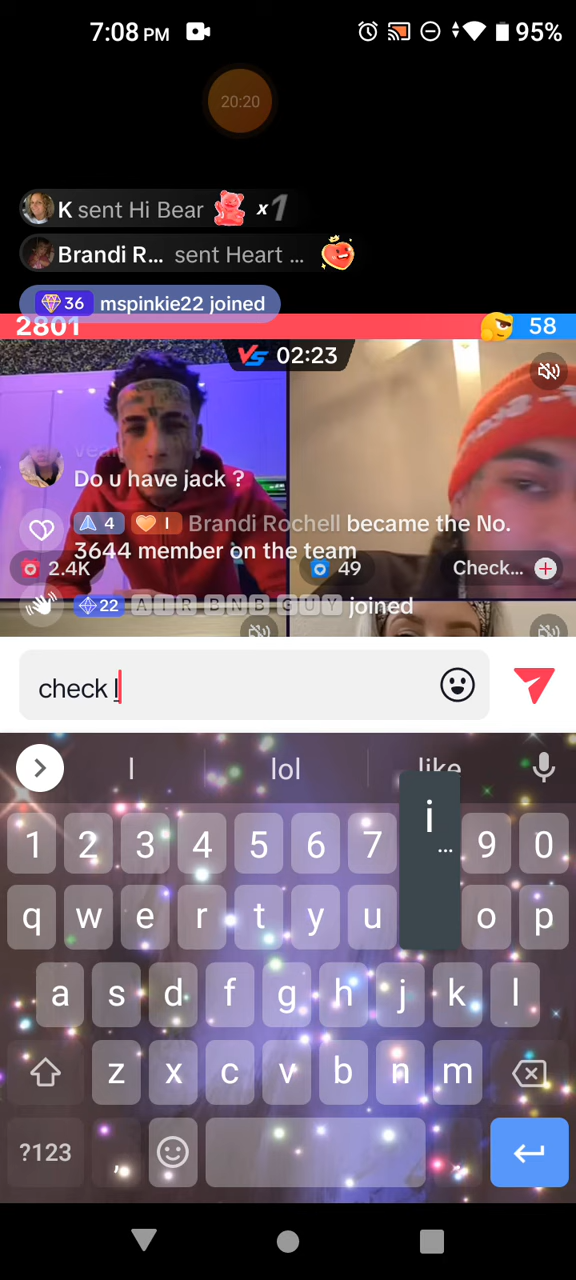 7:08 PM 95%
20:20
K sent Hi Bear x1
Brandi R... sent Heart ...
36 mspinkie22 joined
2801 58
VS 02:23
Do u have jack ?
4 I Brandi Rochell became the No.
3644 member on the team
2.4K 49 Check...
22 AIR BNB GUY joined
check l
l lol like
i
...
1 2 3 4 5 6 7 9 0
q w e r t y u o p
a s d f g h j k l
z x c v b n m
?123 , .